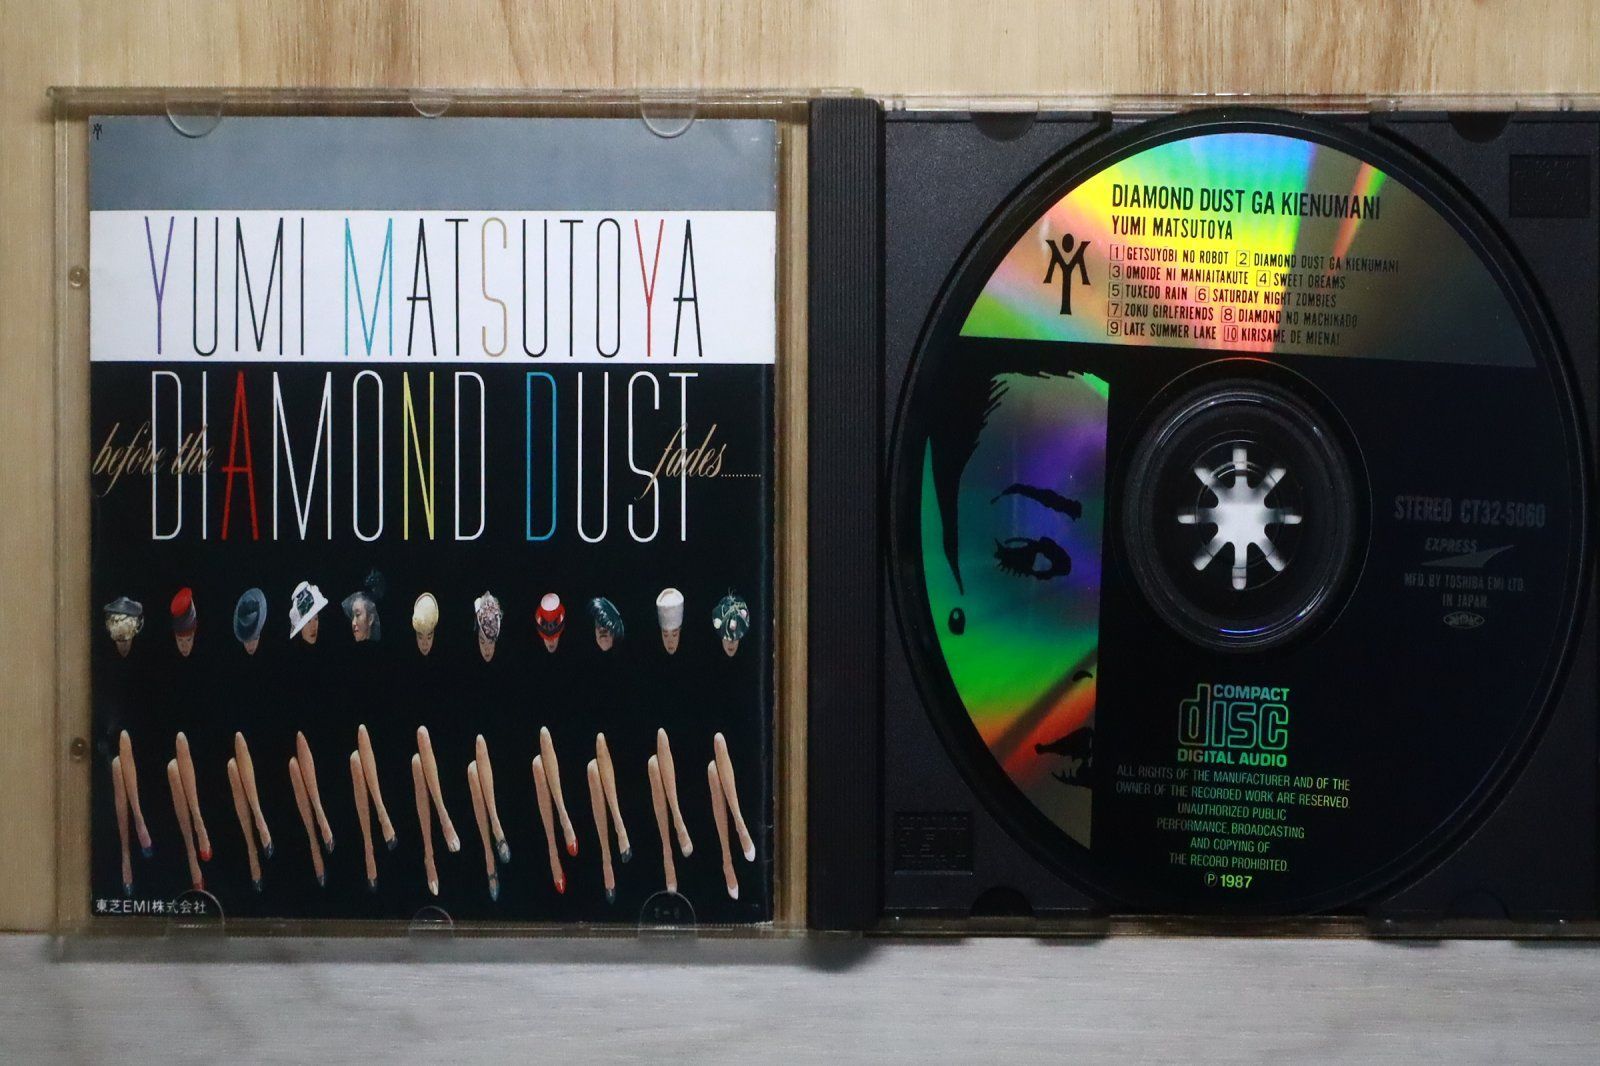 YUMI MATSUTOYA
before the DIAMOND DUST fades..........
東芝EMI株式会社
DIAMOND DUST GA KIENUMANI
YUMI MATSUTOYA
1 GETSUYŌBI NO ROBOT 2 DIAMOND DUST GA KIENUMANI
3 OMOIDE NI MANIAITAKUTE 4 SWEET DREAMS
5 TUXEDO RAIN 6 SATURDAY NIGHT ZOMBIES
7 ZOKU GIRLFRIENDS 8 DIAMOND NO MACHIKADO
9 LATE SUMMER LAKE 10 KIRISAME DE MIENAI
STEREO CT32-5060
EXPRESS
MFD. BY TOSHIBA EMI LTD.
IN JAPAN.
COMPACT
disc
DIGITAL AUDIO
ALL RIGHTS OF THE MANUFACTURER AND OF THE
OWNER OF THE RECORDED WORK ARE RESERVED.
UNAUTHORIZED PUBLIC
PERFORMANCE, BROADCASTING
AND COPYING OF
THE RECORD PROHIBITED.
Ⓟ 1987